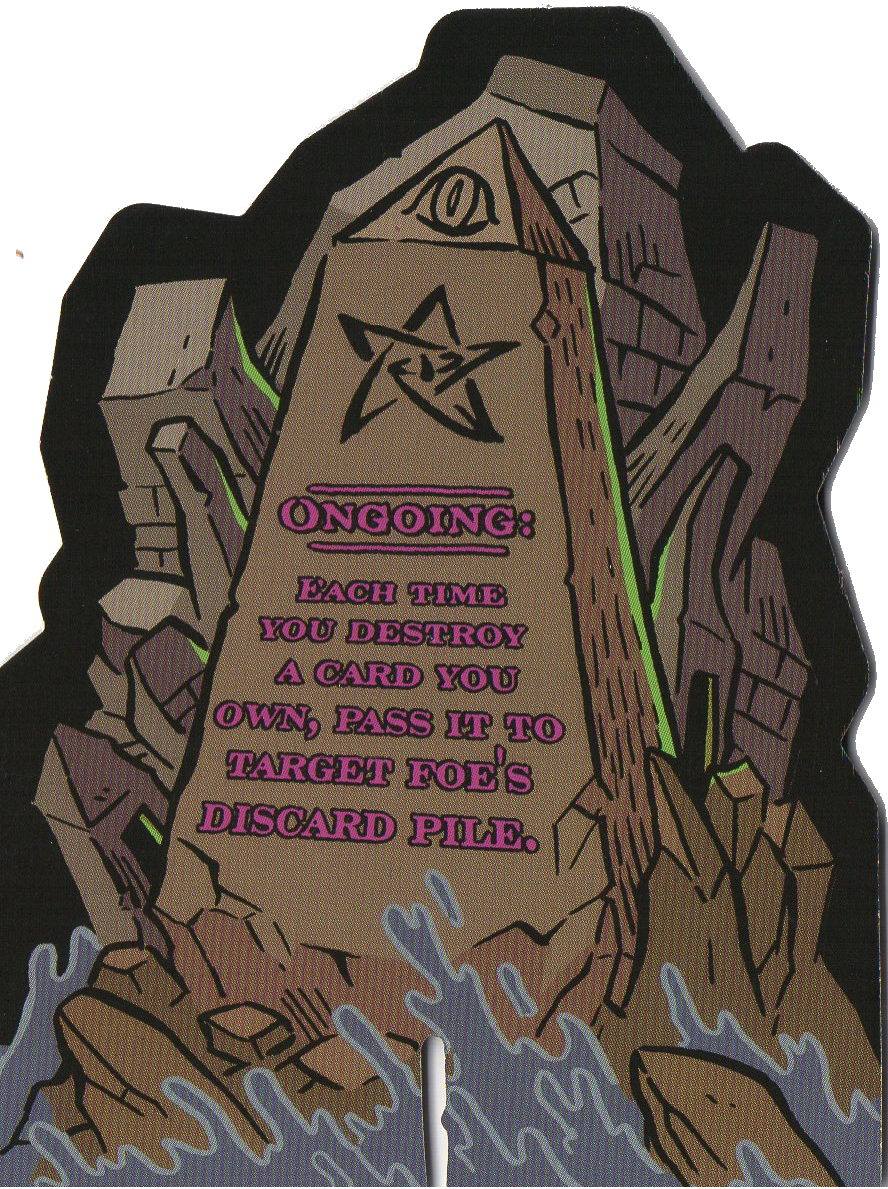 ONGOING:
EACH TIME
YOU DESTROY
A CARD YOU
OWN, PASS IT TO
TARGET FOE'S
DISCARD PILE.